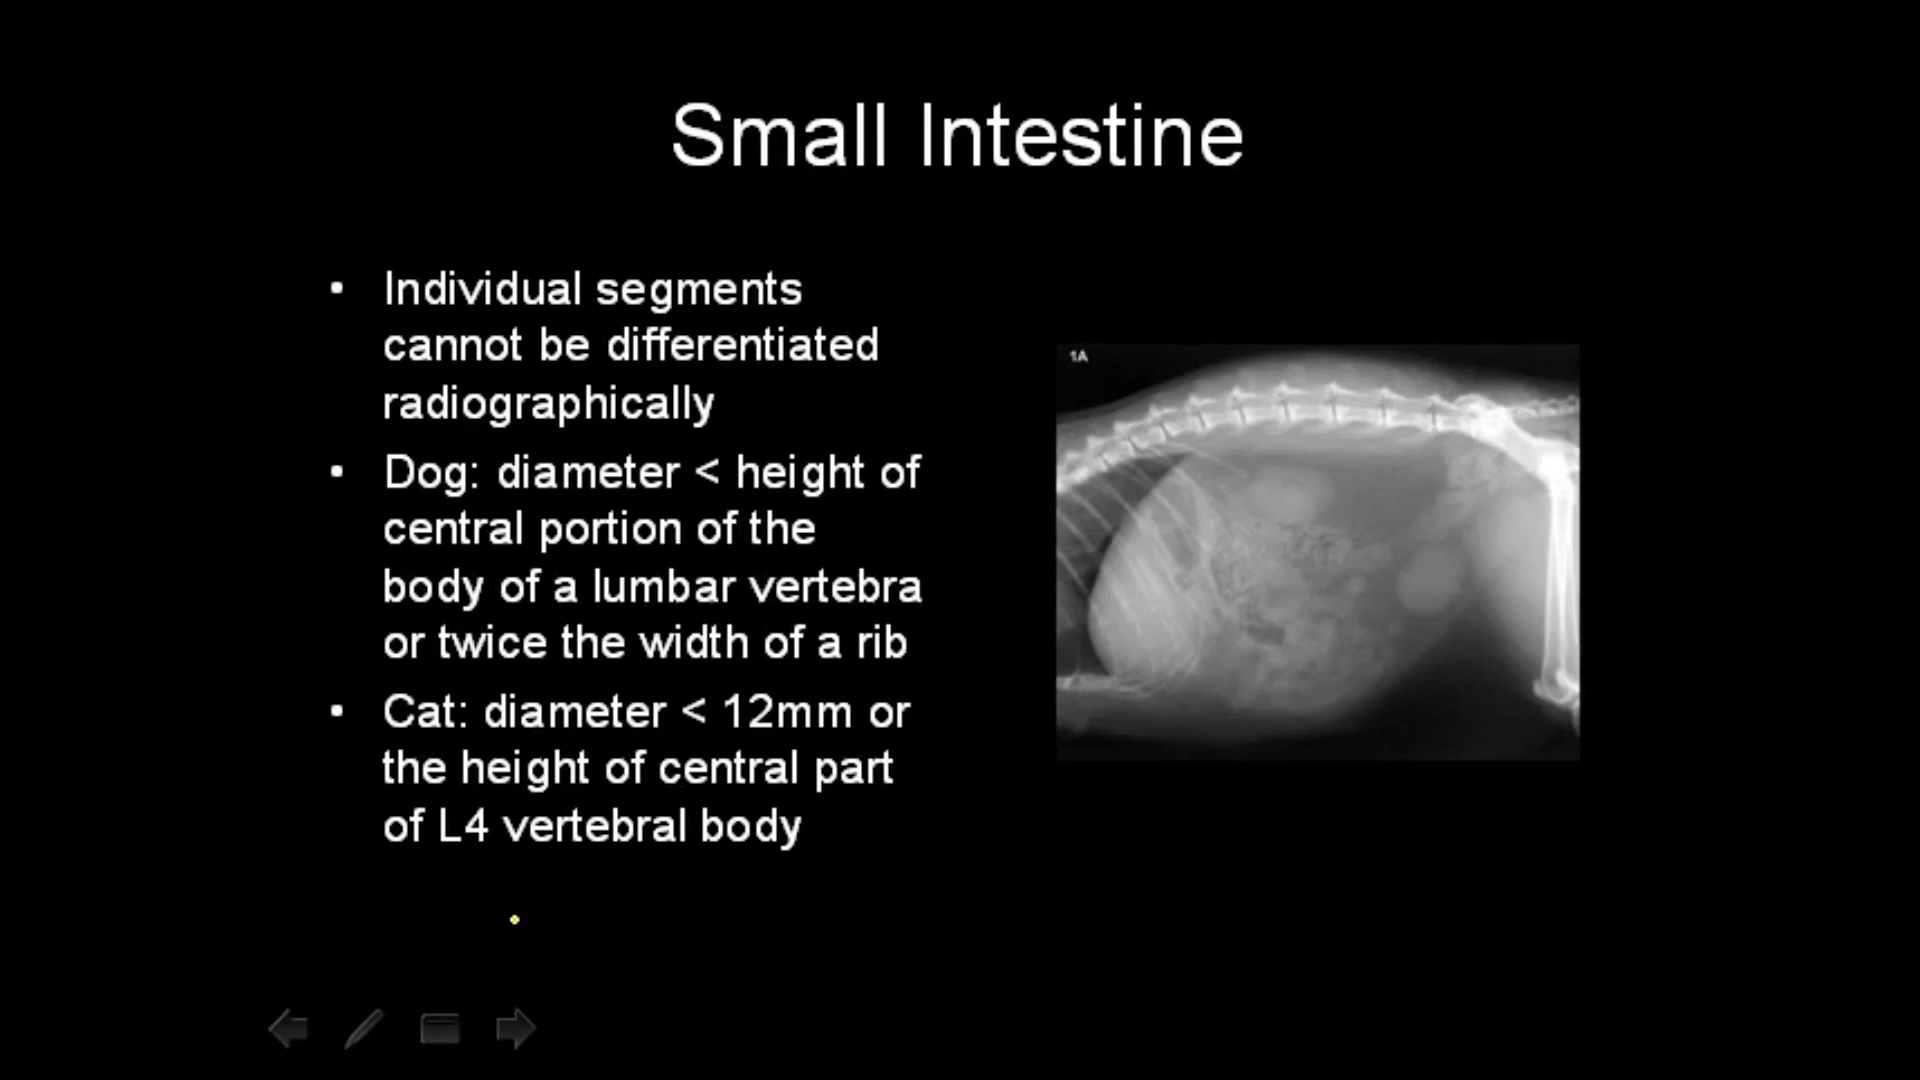 Small Intestine
• Individual segments
cannot be differentiated
radiographically
• Dog: diameter < height of
central portion of the
body of a lumbar vertebra
or twice the width of a rib
• Cat: diameter < 12mm or
the height of central part
of L4 vertebral body
1A